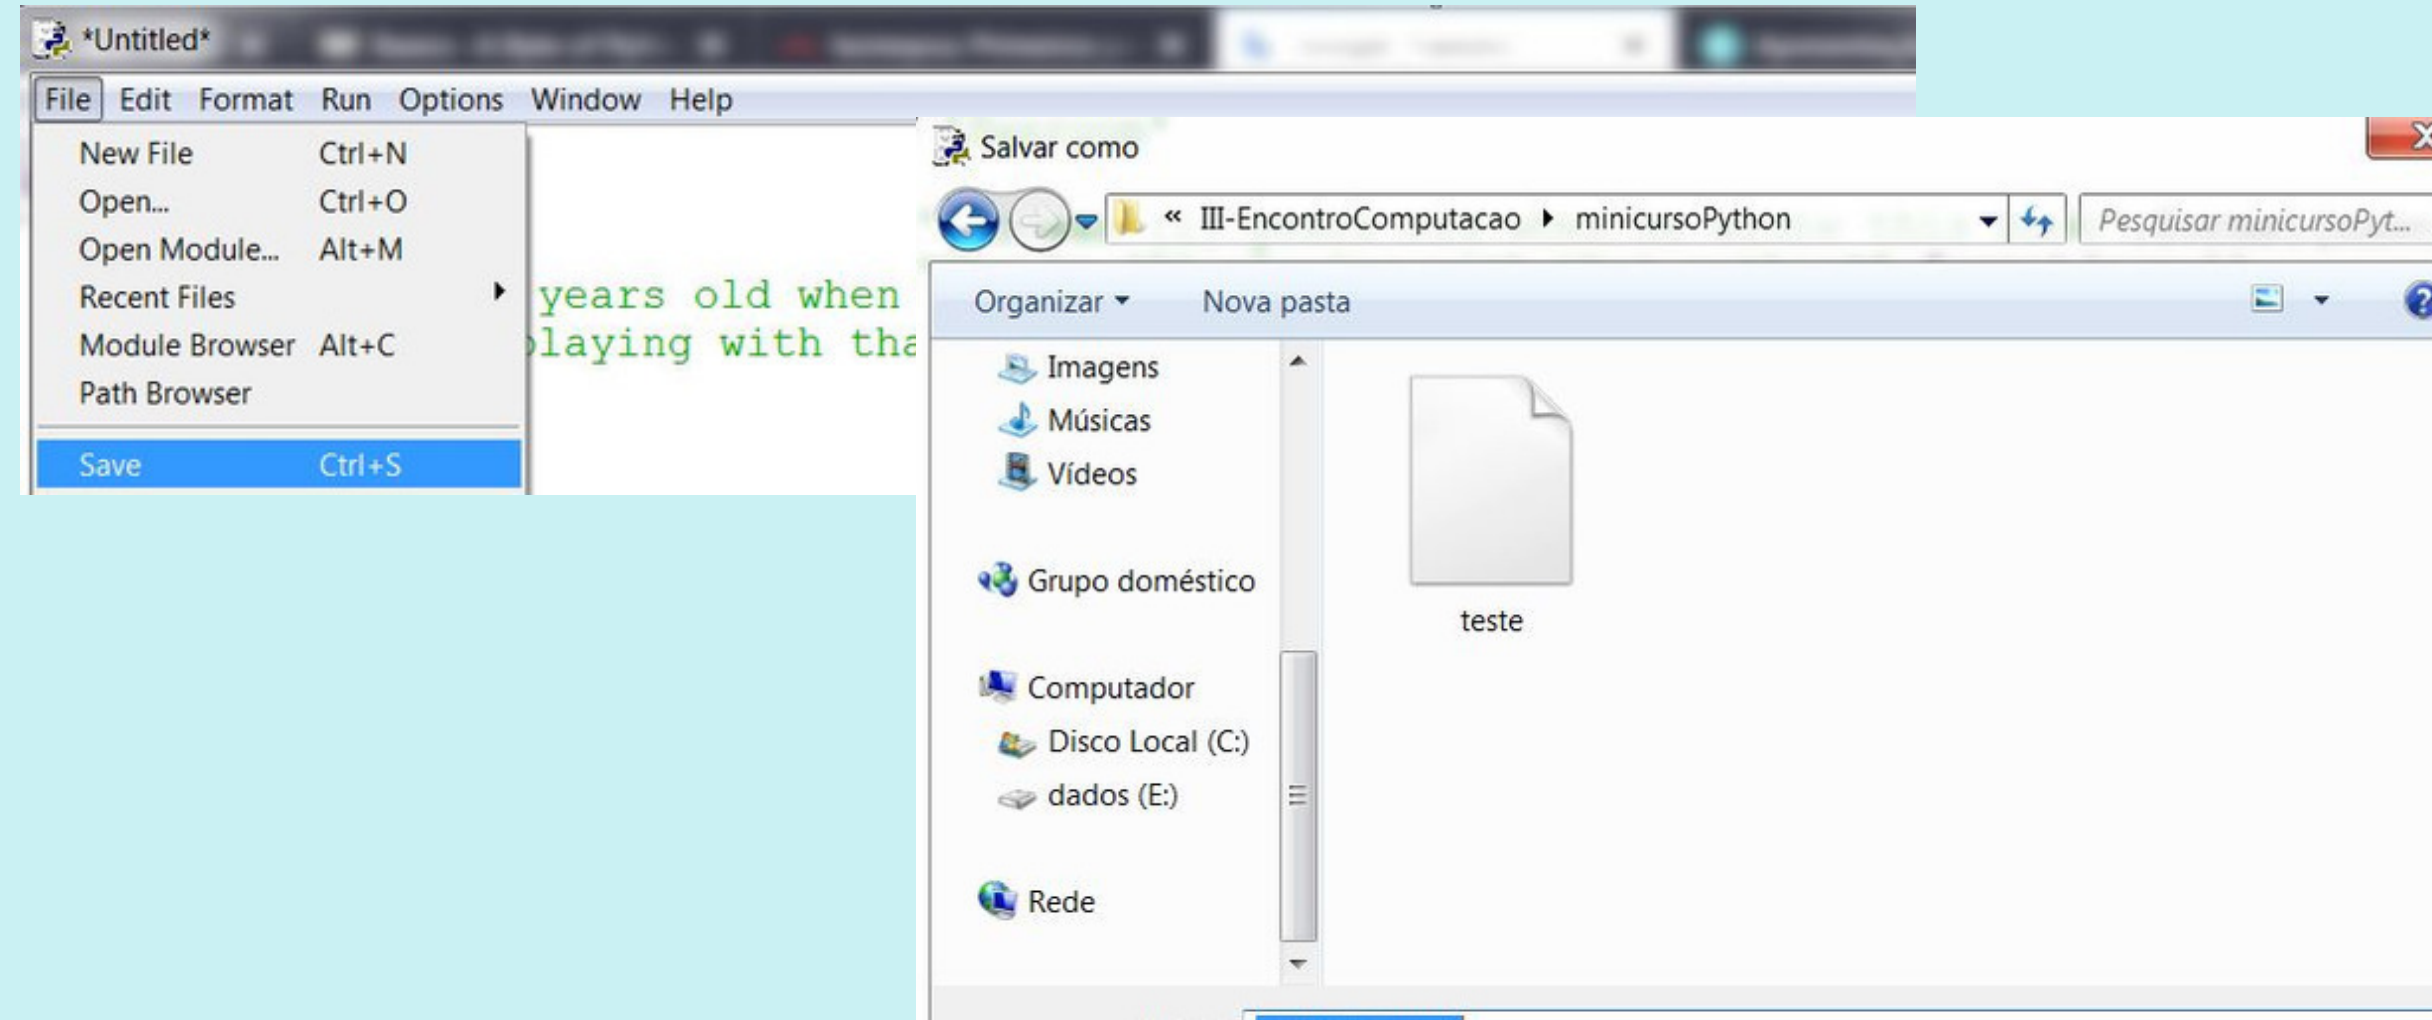 *Untitled*
File Edit Format Run Options Window Help
New File Ctrl+N
Open... Ctrl+O
Open Module... Alt+M
Recent Files
Module Browser Alt+C
Path Browser
Save Ctrl+S
years old when
laying with tha
Salvar como
« III-EncontroComputacao minicursoPython
Pesquisar minicursoPyt...
Organizar Nova pasta
Imagens
Músicas
Vídeos
Grupo doméstico
Computador
Disco Local (C:)
dados (E:)
Rede
teste